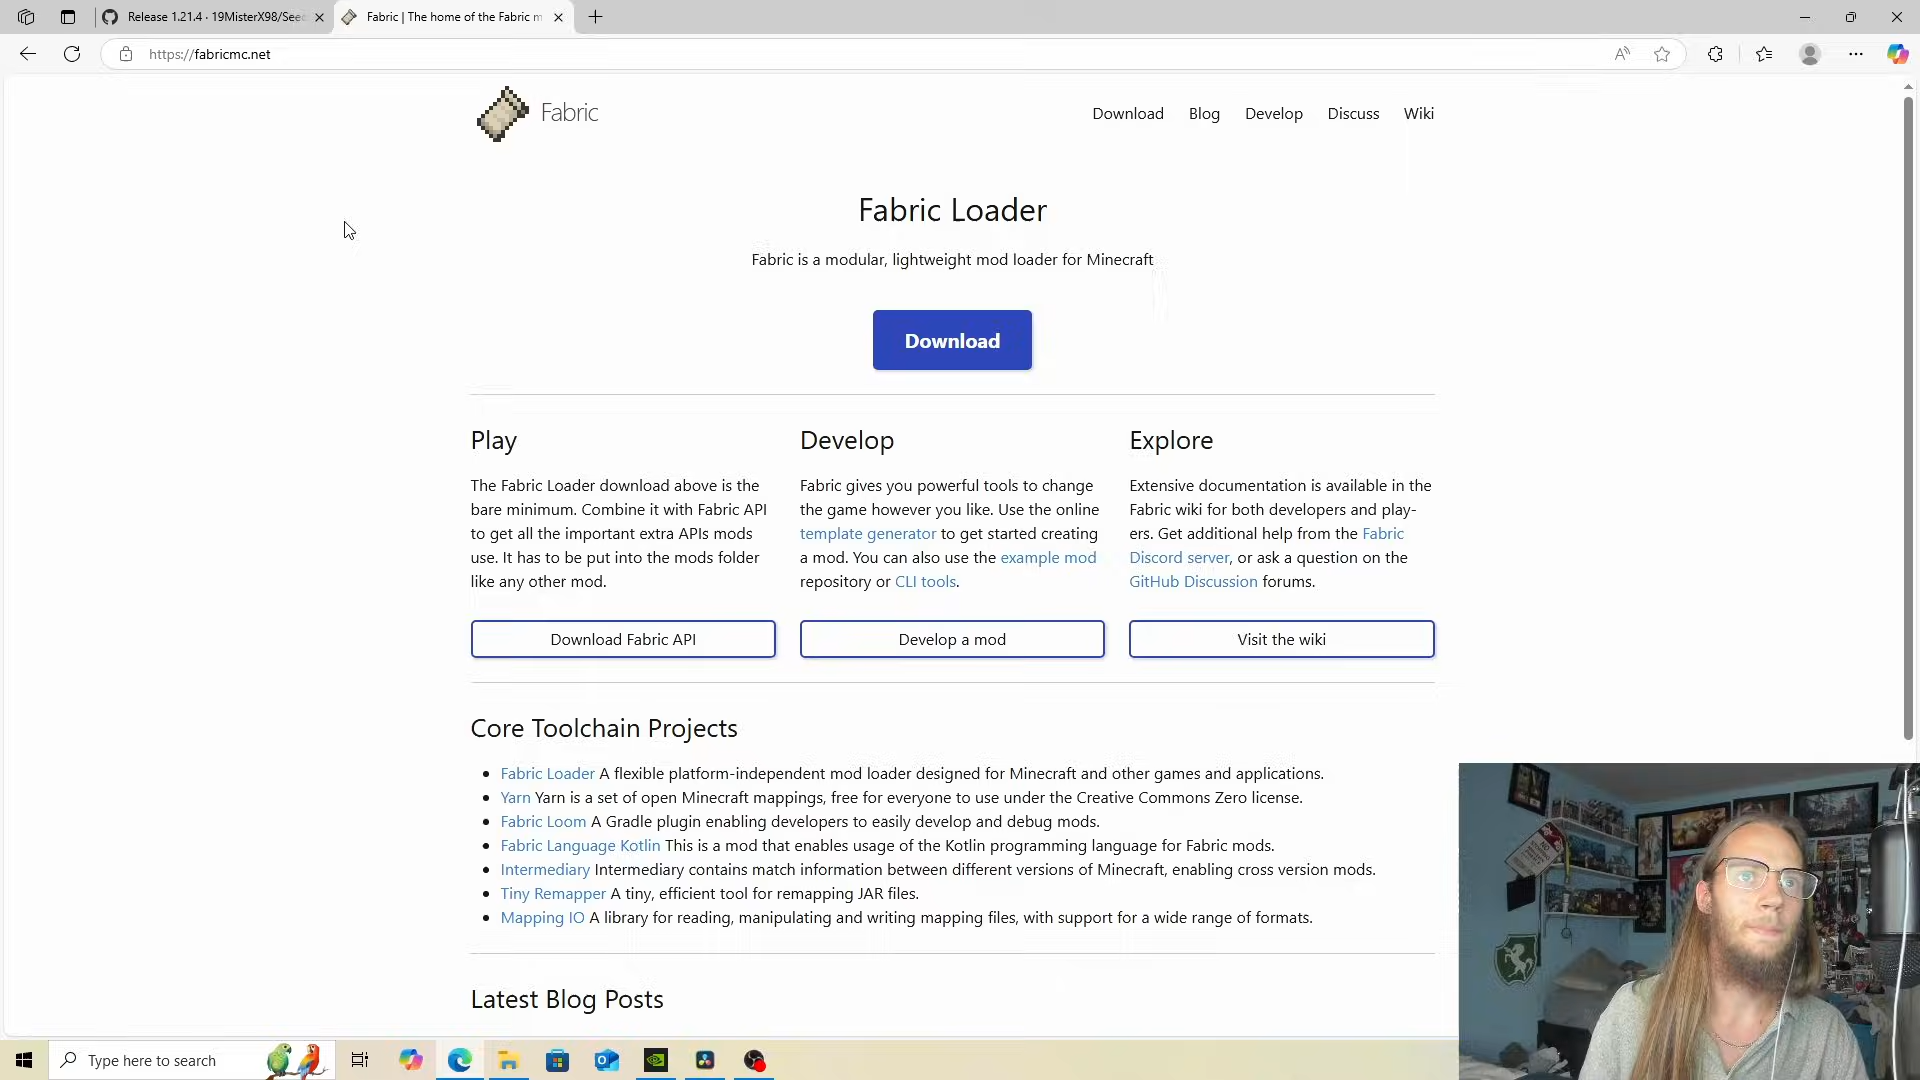 Release 1.21.4 · 19MisterX98/See
Fabric | The home of the Fabric m
https://fabricmc.net
Fabric
Download Blog Develop Discuss Wiki
Fabric Loader
Fabric is a modular, lightweight mod loader for Minecraft
Download
Play
The Fabric Loader download above is the
bare minimum. Combine it with Fabric API
to get all the important extra APIs mods
use. It has to be put into the mods folder
like any other mod.
Download Fabric API
Develop
Fabric gives you powerful tools to change
the game however you like. Use the online
template generator to get started creating
a mod. You can also use the example mod
repository or CLI tools.
Develop a mod
Explore
Extensive documentation is available in the
Fabric wiki for both developers and play-
ers. Get additional help from the Fabric
Discord server, or ask a question on the
GitHub Discussion forums.
Visit the wiki
Core Toolchain Projects
Fabric Loader A flexible platform-independent mod loader designed for Minecraft and other games and applications.
Yarn Yarn is a set of open Minecraft mappings, free for everyone to use under the Creative Commons Zero license.
Fabric Loom A Gradle plugin enabling developers to easily develop and debug mods.
Fabric Language Kotlin This is a mod that enables usage of the Kotlin programming language for Fabric mods.
Intermediary Intermediary contains match information between different versions of Minecraft, enabling cross version mods.
Tiny Remapper A tiny, efficient tool for remapping JAR files.
Mapping IO A library for reading, manipulating and writing mapping files, with support for a wide range of formats.
Latest Blog Posts
Type here to search